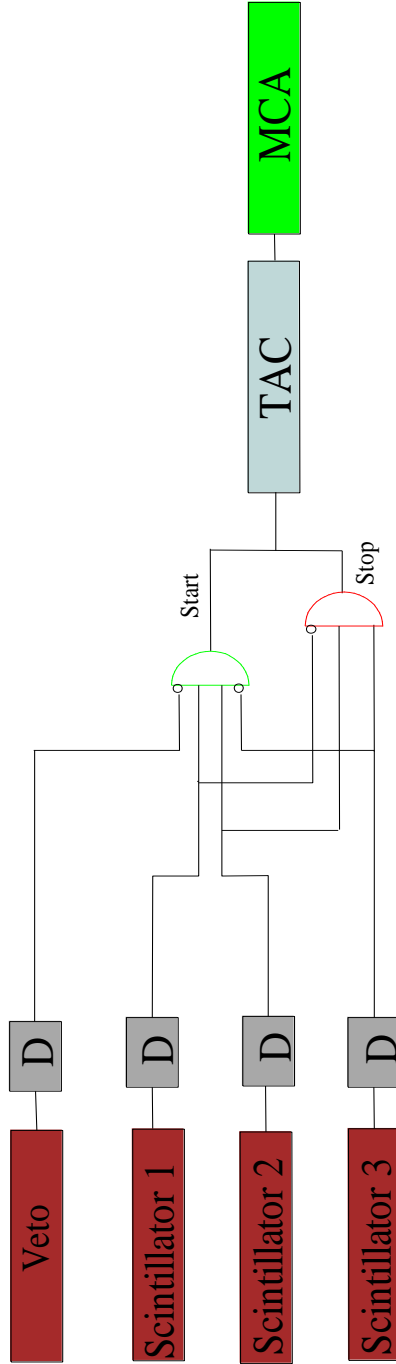 Veto
D
Scintillator 1
D
Scintillator 2
D
Scintillator 3
D
Start
Stop
TAC
MCA